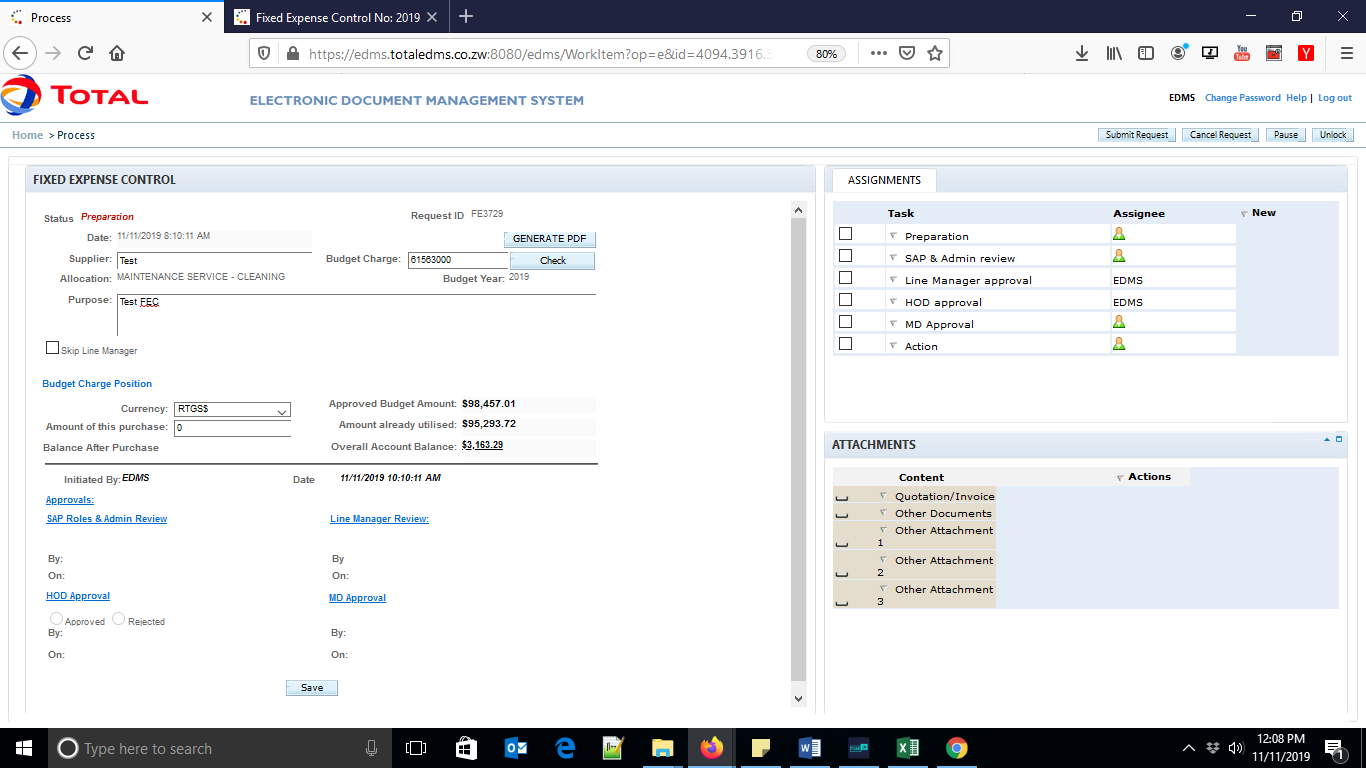 Process
Fixed Expense Control No: 2019
https://edms.totaledms.co.zw:8080/edms/WorkItem?op=e&id=4094.3916.
80%
You Tube
Y
TOTAL
ELECTRONIC DOCUMENT MANAGEMENT SYSTEM
EDMS Change Password Help | Log out
Home > Process
Submit Request Cancel Request Pause Unlock
FIXED EXPENSE CONTROL
Status Preparation
Request ID FE3729
Date: 11/11/2019 8:10:11 AM
GENERATE PDF
Supplier: Test
Budget Charge: 61563000 Check
Allocation: MAINTENANCE SERVICE - CLEANING
Budget Year: 2019
Purpose: Test FEC
Skip Line Manager
Budget Charge Position
Currency: RTGS$
Approved Budget Amount: $98,457.01
Amount of this purchase: 0
Amount already utilised: $95,293.72
Balance After Purchase
Overall Account Balance: $3,163.29
Initiated By: EDMS Date 11/11/2019 10:10:11 AM
Approvals:
SAP Roles & Admin Review Line Manager Review:
By: By
On: On:
HOD Approval MD Approval
Approved Rejected
By: By:
On: On:
Save
ASSIGNMENTS
Task Assignee New
Preparation
SAP & Admin review
Line Manager approval EDMS
HOD approval EDMS
MD Approval
Action
ATTACHMENTS
Content Actions
Quotation/Invoice
Other Documents
Other Attachment
1
Other Attachment
2
Other Attachment
3
Type here to search
12:08 PM
11/11/2019
1